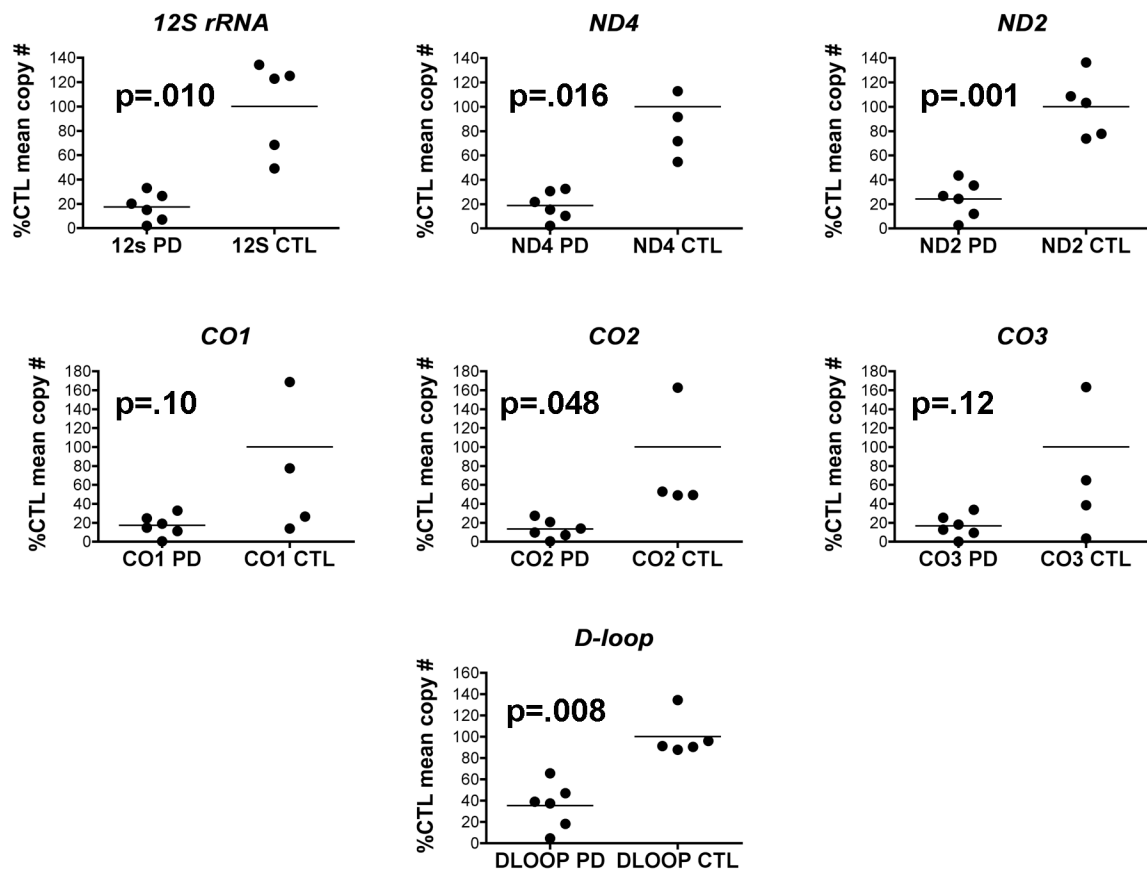 12S rRNA
%CTL mean copy #
140
120
100
80
60
40
20
0
p=.010
12s PD 12S CTL
ND4
%CTL mean copy #
140
120
100
80
60
40
20
0
p=.016
ND4 PD ND4 CTL
ND2
%CTL mean copy #
140
120
100
80
60
40
20
0
p=.001
ND2 PD ND2 CTL
CO1
%CTL mean copy #
180
160
140
120
100
80
60
40
20
0
p=.10
CO1 PD CO1 CTL
CO2
%CTL mean copy #
180
160
140
120
100
80
60
40
20
0
p=.048
CO2 PD CO2 CTL
CO3
%CTL mean copy #
180
160
140
120
100
80
60
40
20
0
p=.12
CO3 PD CO3 CTL
D-loop
%CTL mean copy #
160
140
120
100
80
60
40
20
0
p=.008
DLOOP PD DLOOP CTL